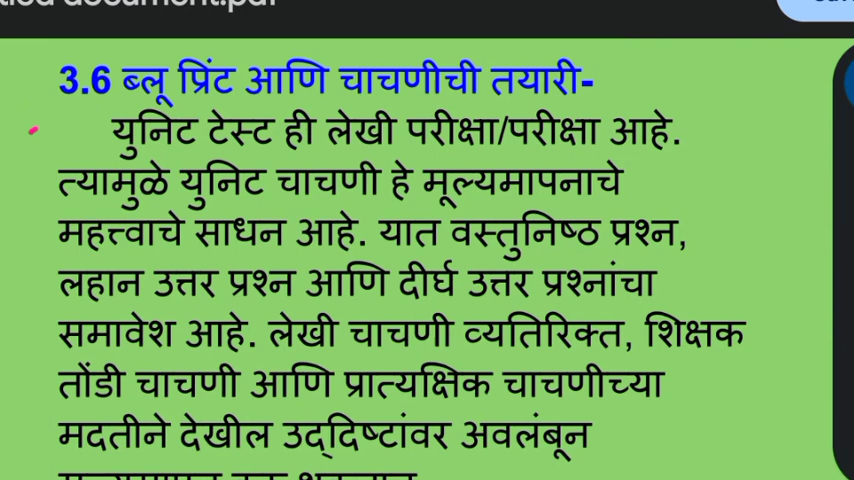 3.6 ब्लू प्रिंट आणि चाचणीची तयारी-
युनिट टेस्ट ही लेखी परीक्षा/परीक्षा आहे.
त्यामुळे युनिट चाचणी हे मूल्यमापनाचे
महत्त्वाचे साधन आहे. यात वस्तुनिष्ठ प्रश्न,
लहान उत्तर प्रश्न आणि दीर्घ उत्तर प्रश्नांचा
समावेश आहे. लेखी चाचणी व्यतिरिक्त, शिक्षक
तोंडी चाचणी आणि प्रात्यक्षिक चाचणीच्या
मदतीने देखील उद्दिष्टांवर अवलंबून